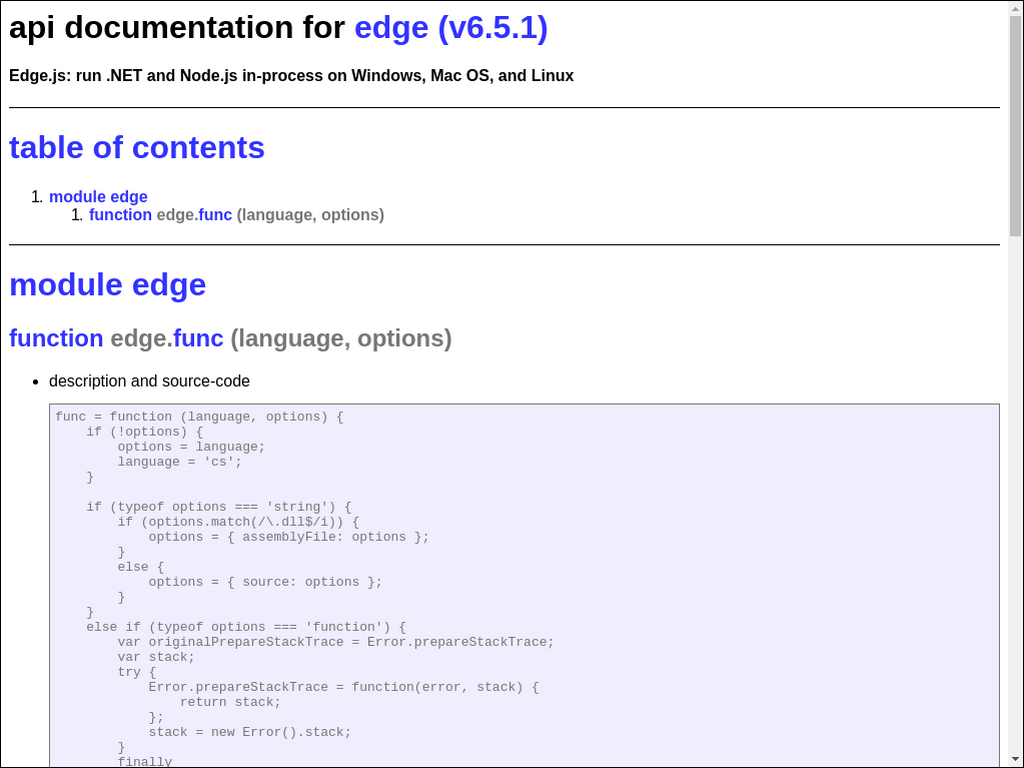 api documentation for edge (v6.5.1)
Edge.js: run .NET and Node.js in-process on Windows, Mac OS, and Linux
table of contents
1. module edge
1. function edge.func (language, options)
module edge
function edge.func (language, options)
• description and source-code
func = function (language, options) {
    if (!options) {
        options = language;
        language = 'cs';
    }

    if (typeof options === 'string') {
        if (options.match(/\.dll$/i)) {
            options = { assemblyFile: options };
        }
        else {
            options = { source: options };
        }
    }
    else if (typeof options === 'function') {
        var originalPrepareStackTrace = Error.prepareStackTrace;
        var stack;
        try {
            Error.prepareStackTrace = function(error, stack) {
                return stack;
            };
            stack = new Error().stack;
        }
        finally